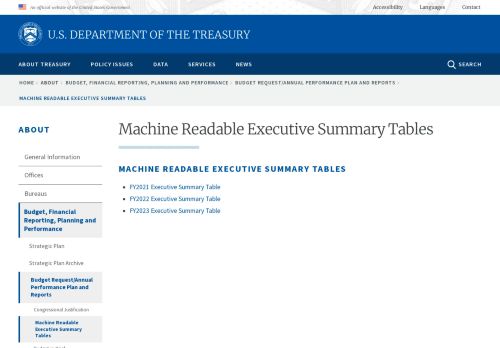 An official website of the United States Government
Accessibility Languages Contact
U.S. DEPARTMENT OF THE TREASURY
ABOUT TREASURY POLICY ISSUES DATA SERVICES NEWS SEARCH
HOME › ABOUT › BUDGET, FINANCIAL REPORTING, PLANNING AND PERFORMANCE › BUDGET REQUEST/ANNUAL PERFORMANCE PLAN AND REPORTS ›
MACHINE READABLE EXECUTIVE SUMMARY TABLES
ABOUT
General Information
Offices
Bureaus
Budget, Financial
Reporting, Planning and
Performance
Strategic Plan
Strategic Plan Archive
Budget Request/Annual
Performance Plan and
Reports
Congressional Justification
Machine Readable
Executive Summary
Tables
Machine Readable Executive Summary Tables
MACHINE READABLE EXECUTIVE SUMMARY TABLES
FY2021 Executive Summary Table
FY2022 Executive Summary Table
FY2023 Executive Summary Table